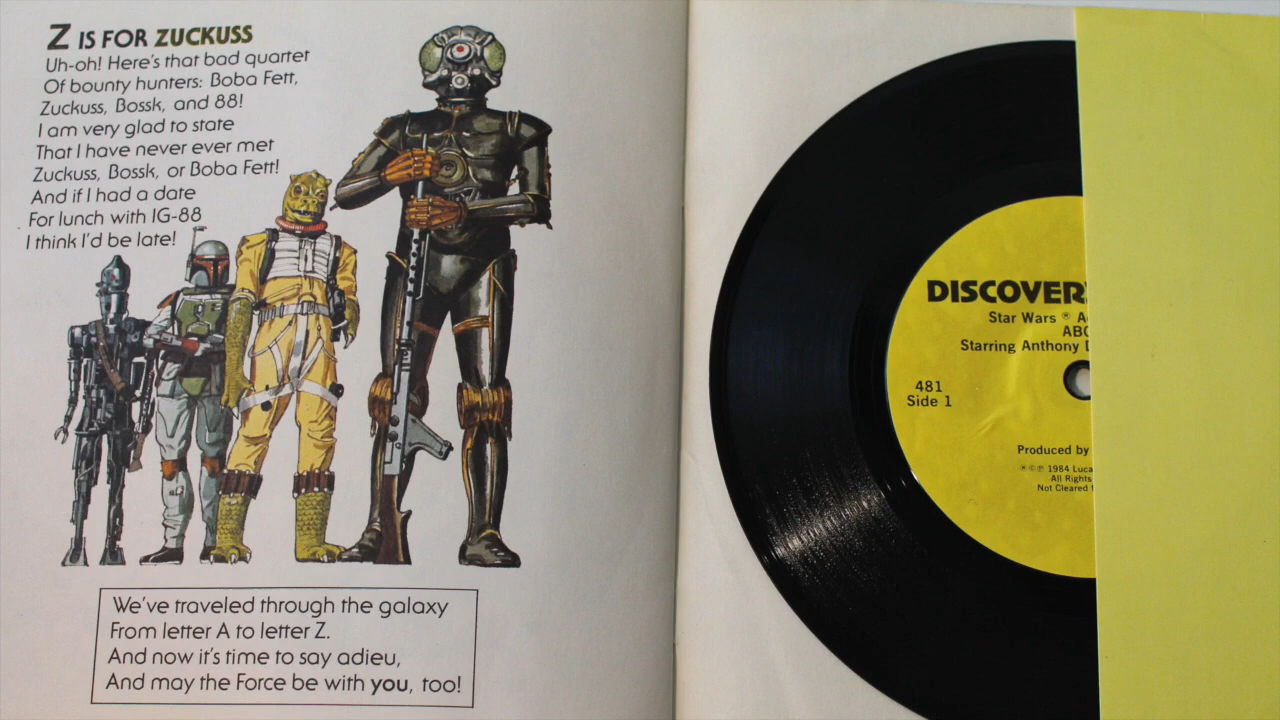 Z IS FOR ZUCKUSS
Uh-oh! Here's that bad quartet
Of bounty hunters: Boba Fett,
Zuckuss, Bossk, and 88!
I am very glad to state
That I have never ever met
Zuckuss, Bossk, or Boba Fett!
And if I had a date
For lunch with IG-88
I think I'd be late!
We've traveled through the galaxy
From letter A to letter Z.
And now it's time to say adieu,
And may the Force be with you, too!
DISCOVER
Star Wars ®
ABC
Starring Anthony
481
Side 1
Produced by
®©℗ 1984 Luca
All Rights
Not Cleared